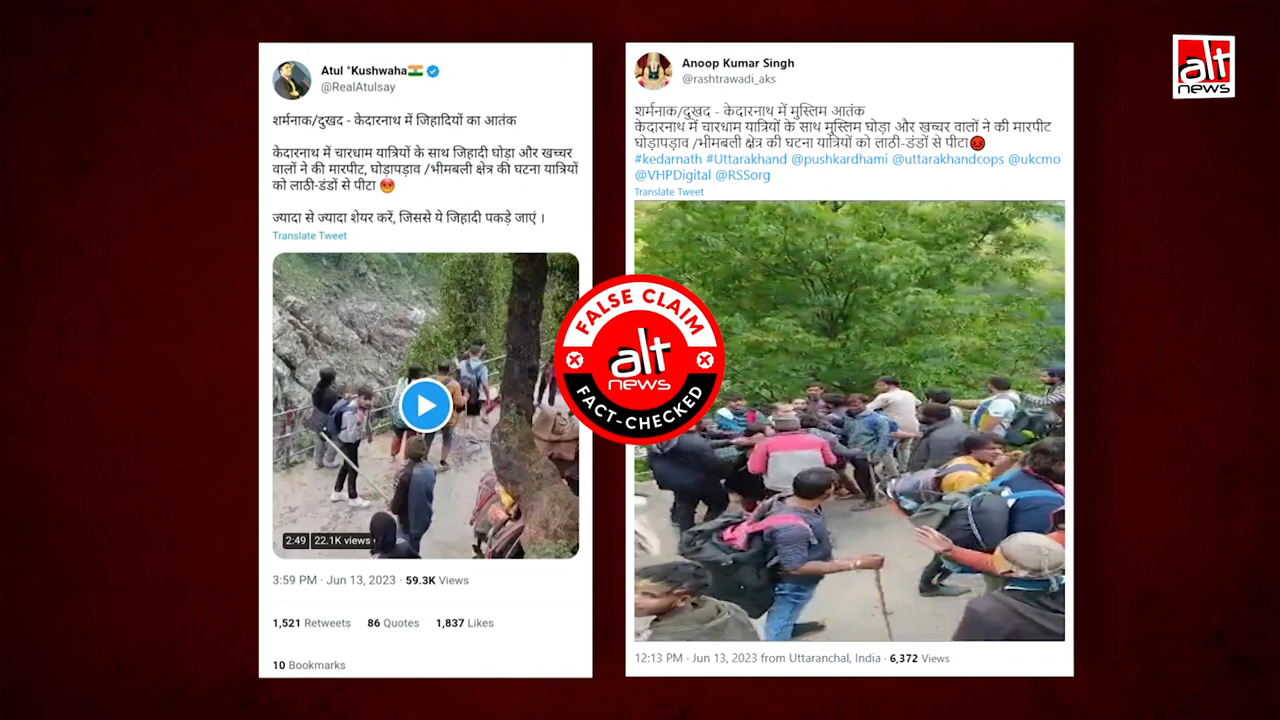 alt
news
Atul °Kushwaha
@RealAtulsay
शर्मनाक/दुखद - केदारनाथ में जिहादियों का आतंक
केदारनाथ में चारधाम यात्रियों के साथ जिहादी घोड़ा और खच्चर
वालों ने की मारपीट, घोड़ापड़ाव /भीमबली क्षेत्र की घटना यात्रियों
को लाठी-डंडों से पीटा 😡
ज्यादा से ज्यादा शेयर करें, जिससे ये जिहादी पकड़े जाएं ।
Translate Tweet
2:49 22.1K views
3:59 PM · Jun 13, 2023 · 59.3K Views
1,521 Retweets 86 Quotes 1,837 Likes
10 Bookmarks
FALSE CLAIM
alt
news
FACT-CHECKED
Anoop Kumar Singh
@rashtrawadi_aks
शर्मनाक/दुखद - केदारनाथ में मुस्लिम आतंक
केदारनाथ में चारधाम यात्रियों के साथ मुस्लिम घोड़ा और खच्चर वालों ने की मारपीट
घोड़ापड़ाव /भीमबली क्षेत्र की घटना यात्रियों को लाठी-डंडों से पीटा😡
#kedarnath #Uttarakhand @pushkardhami @uttarakhandcops @ukcmo
@VHPDigital @RSSorg
Translate Tweet
12:13 PM · Jun 13, 2023 from Uttaranchal, India · 6,372 Views